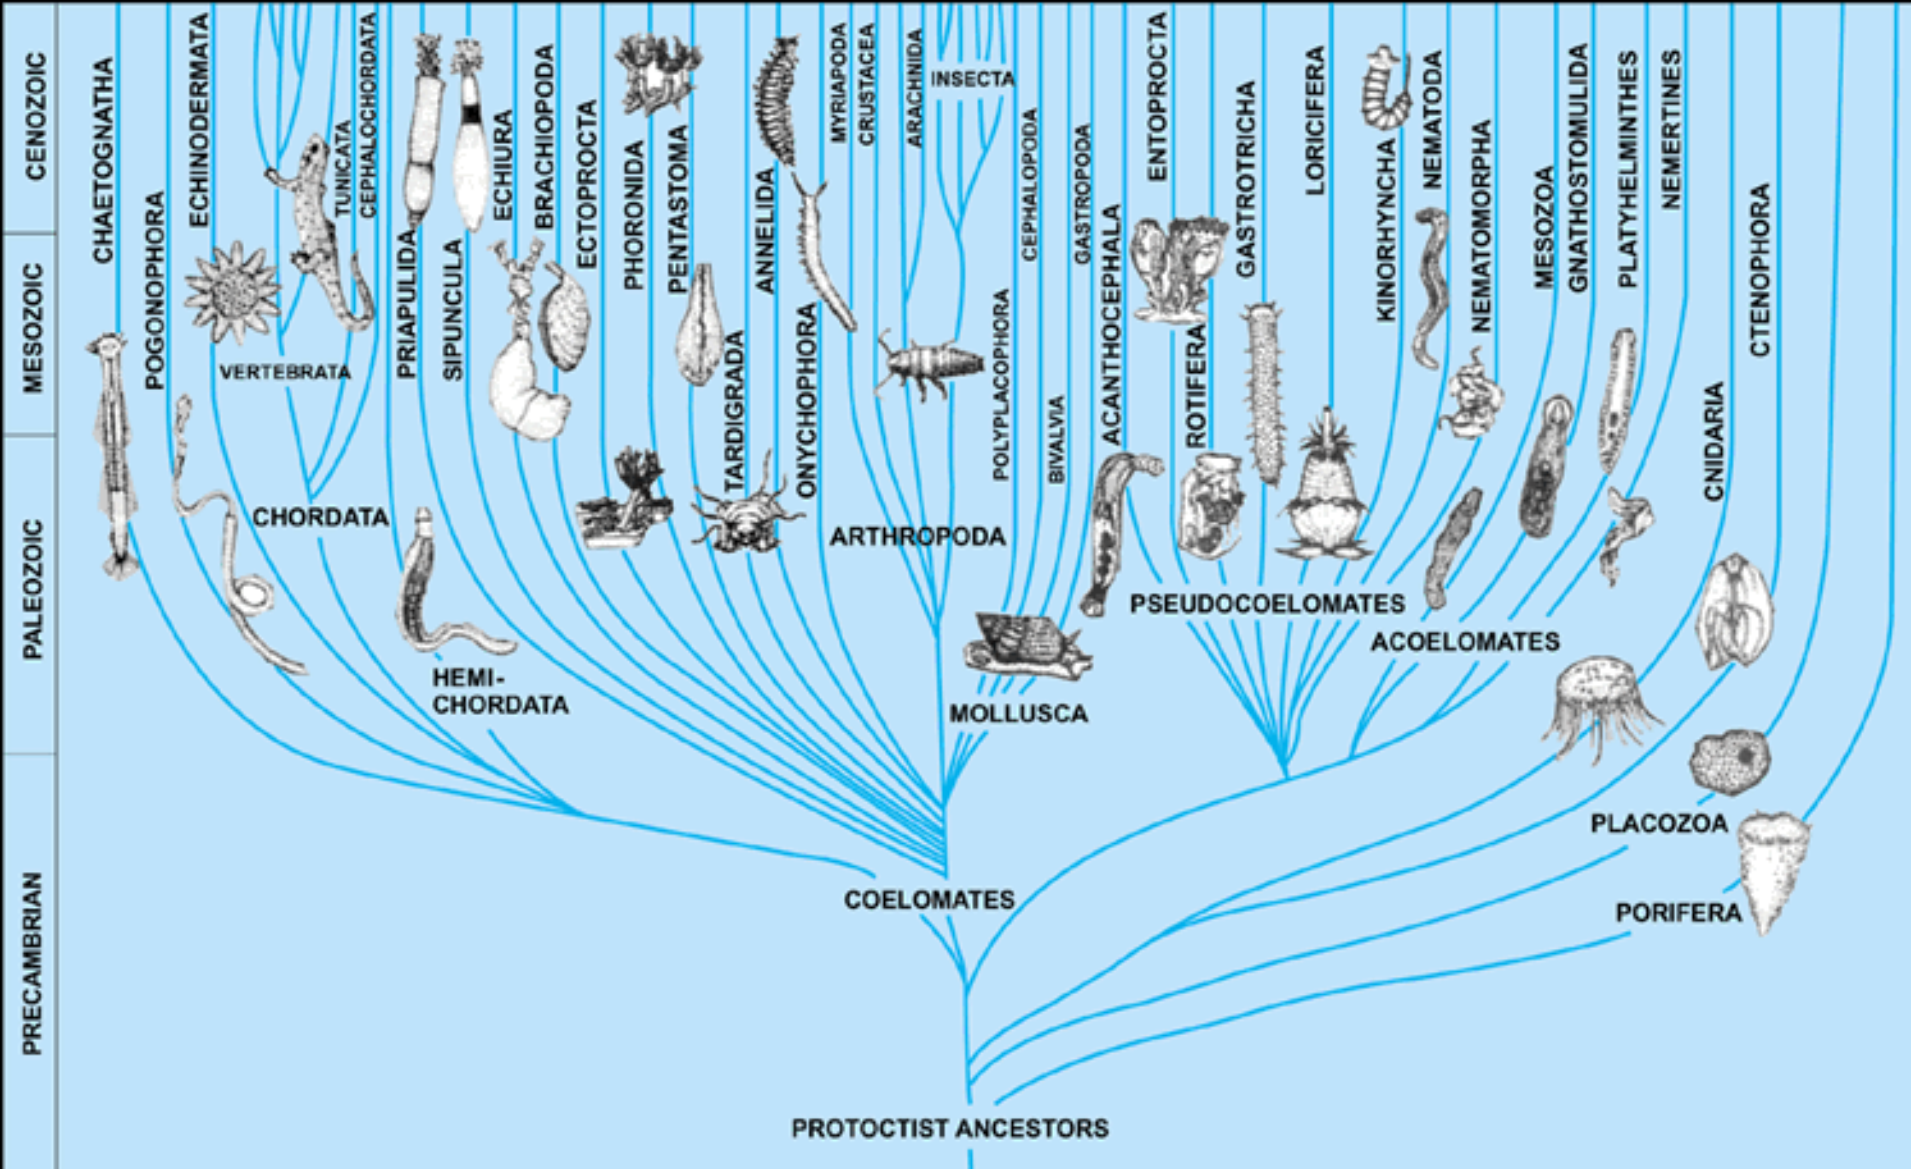 CENOZOIC
MESOZOIC
PALEOZOIC
PRECAMBRIAN
CHAETOGNATHA
POGONOPHORA
ECHINODERMATA
VERTEBRATA
TUNICATA
CEPHALOCHORDATA
CHORDATA
PRIAPULIDA
SIPUNCULA
HEMI-
CHORDATA
ECHIURA
BRACHIOPODA
ECTOPROCTA
PHORONIDA
PENTASTOMA
TARDIGRADA
ANNELIDA
ONYCHOPHORA
MYRIAPODA
CRUSTACEA
ARACHNIDA
INSECTA
ARTHROPODA
POLYPLACOPHORA
CEPHALOPODA
BIVALVIA
GASTROPODA
MOLLUSCA
ACANTHOCEPHALA
ENTOPROCTA
ROTIFERA
GASTROTRICHA
LORICIFERA
KINORHYNCHA
NEMATODA
NEMATOMORPHA
PSEUDOCOELOMATES
MESOZOA
GNATHOSTOMULIDA
PLATYHELMINTHES
NEMERTINES
ACOELOMATES
CNIDARIA
CTENOPHORA
PLACOZOA
PORIFERA
COELOMATES
PROTOCTIST ANCESTORS